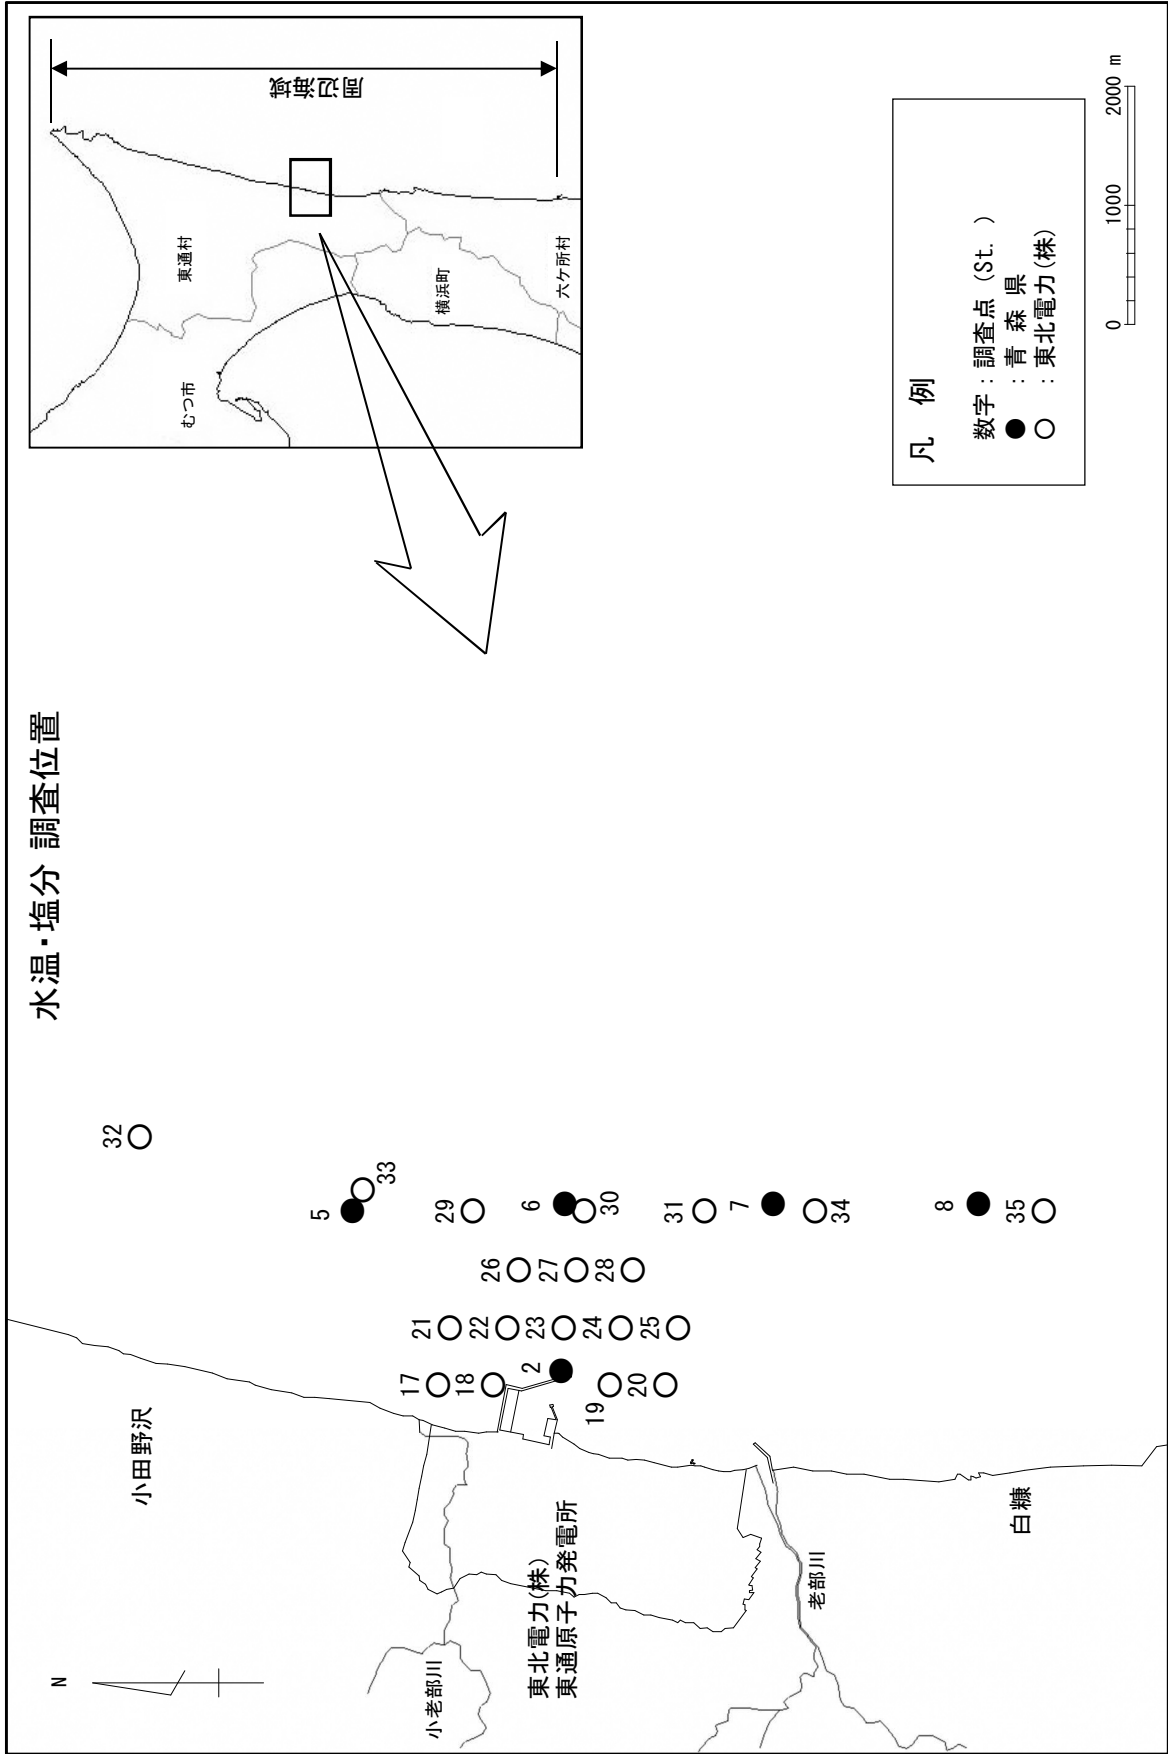 水温・塩分 調査位置
N
小田野沢
小老部川
東北電力(株)
東通原子力発電所
老部川
白糠
32
5
33
29
6
30
31
7
34
8
35
26
27
28
21
22
23
24
25
17
18
2
19
20
むつ市
東通村
横浜町
六ケ所村
周辺海域
凡 例
数字：調査点 (St. )
●：青 森 県
○：東北電力(株)
0 1000 2000 m